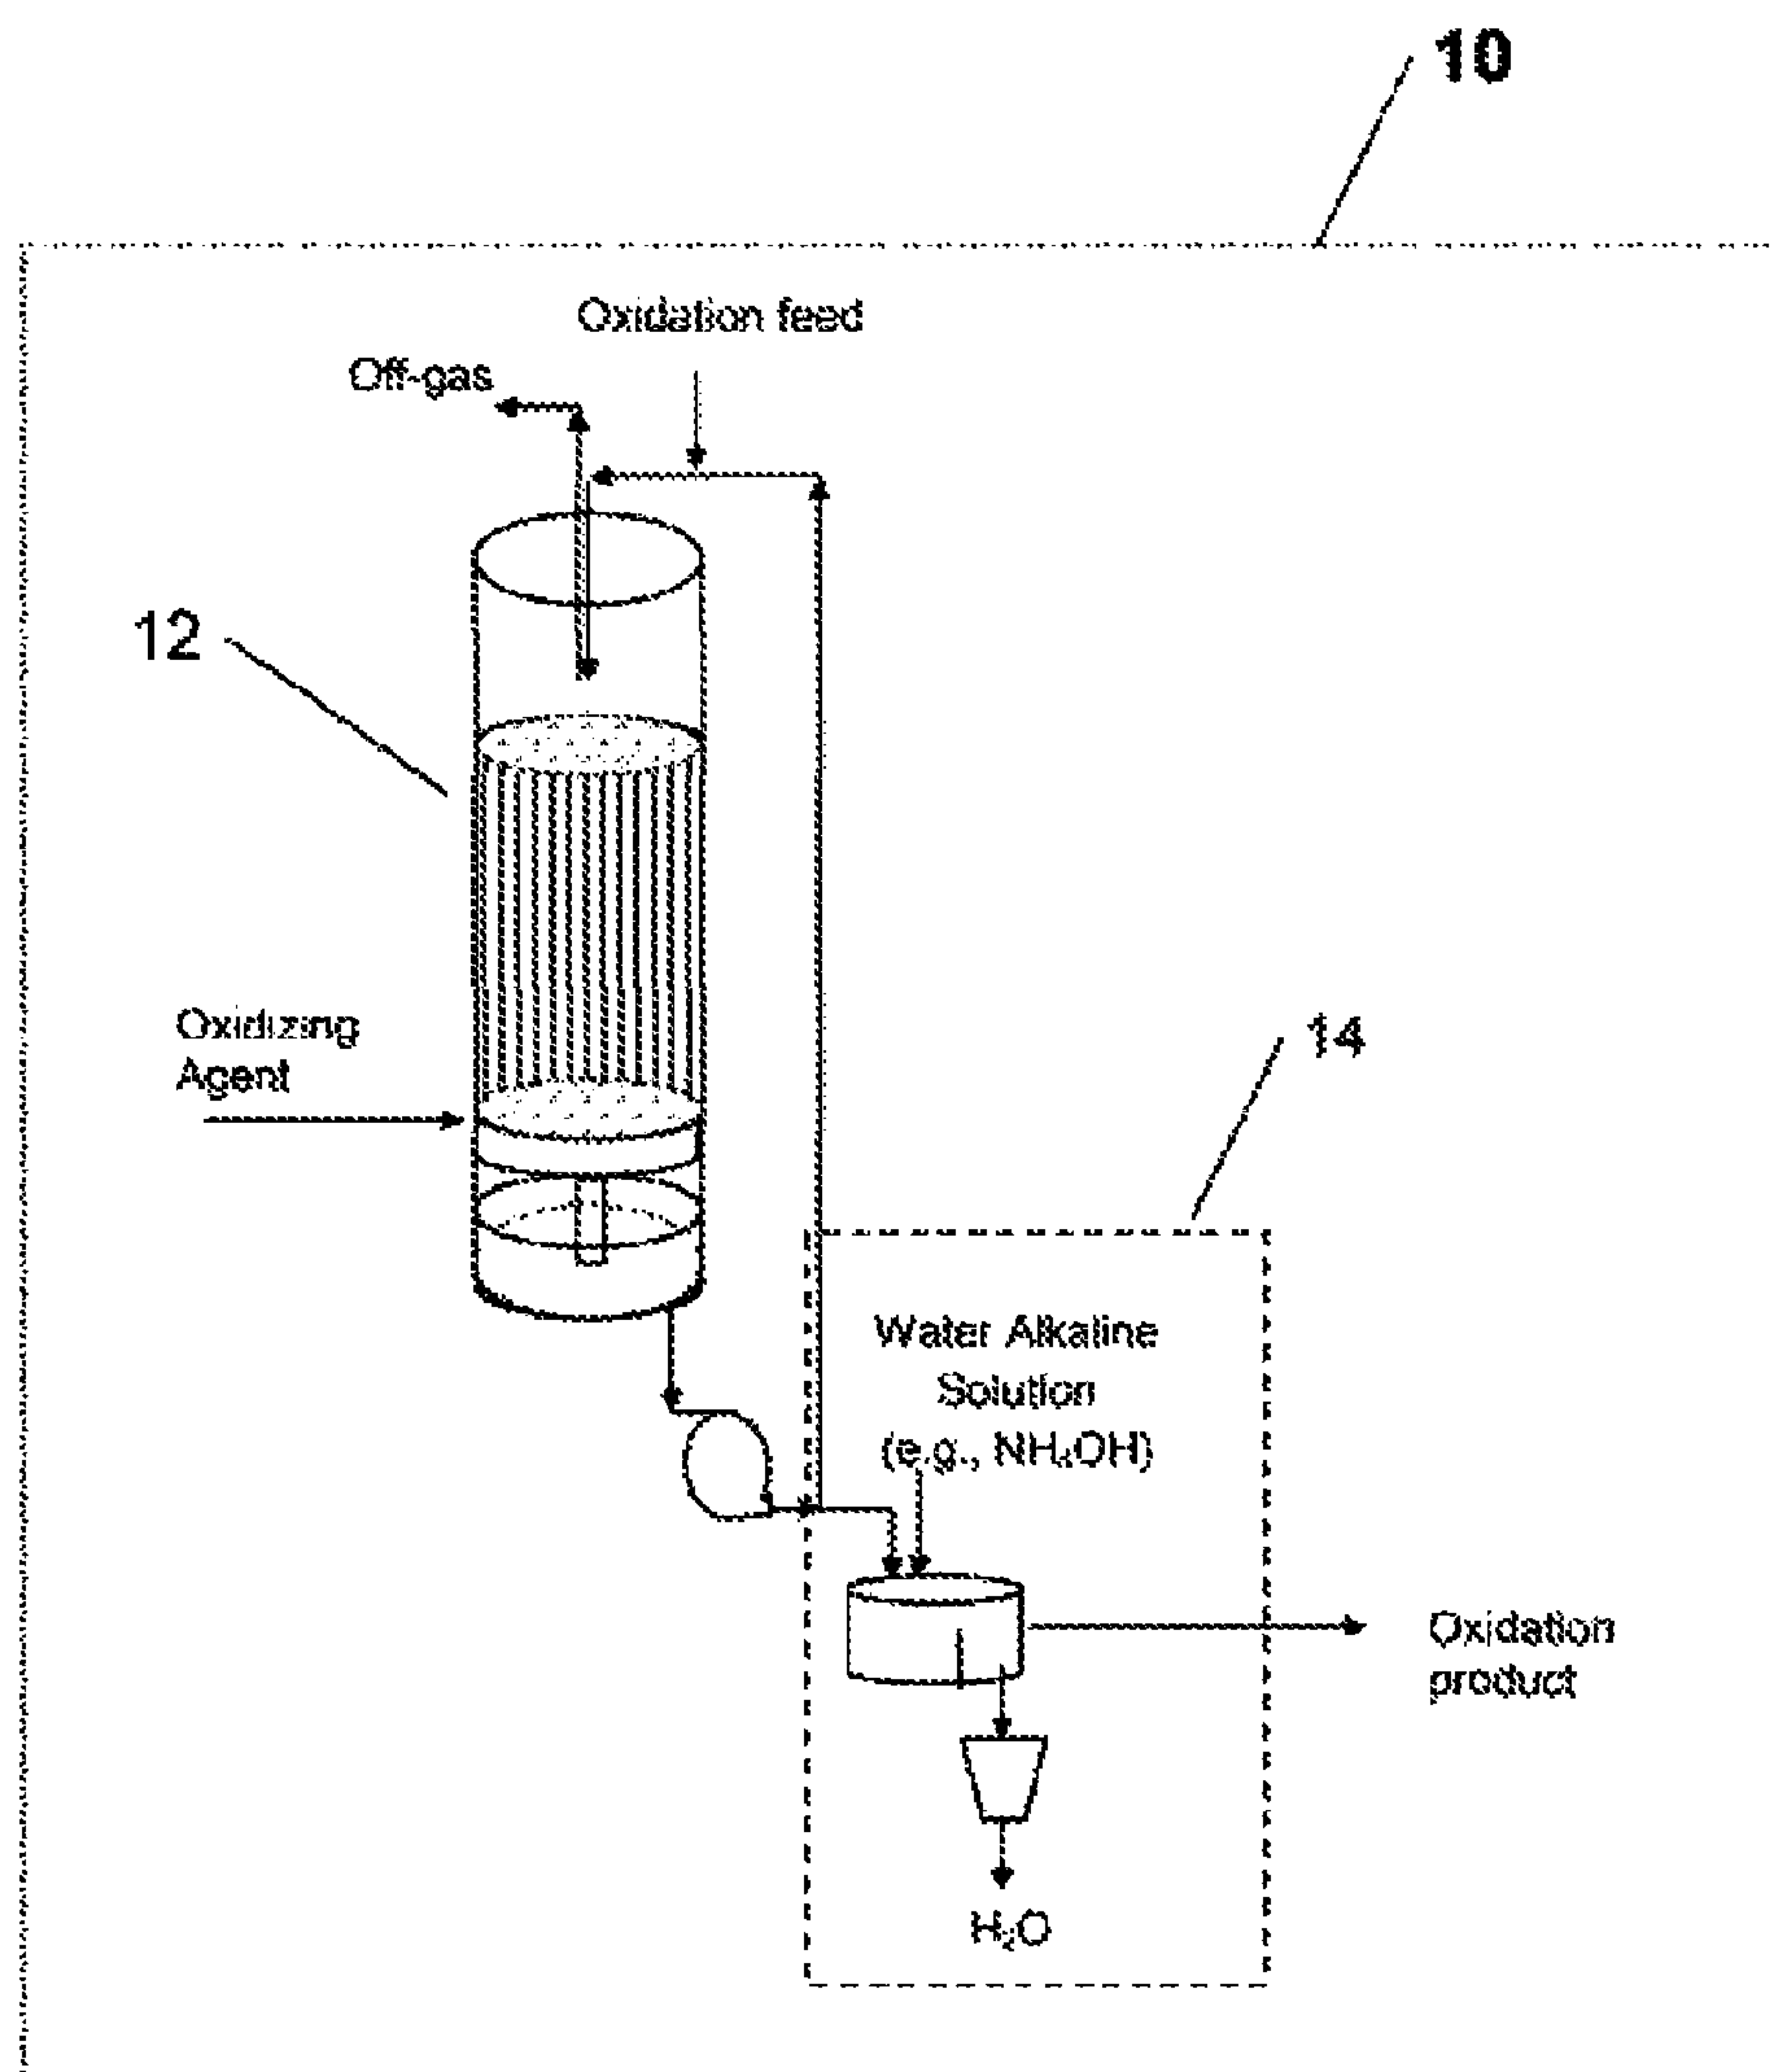 10
Oxidation feed
Off-gas
12
Oxidizing
Agent
14
Water Alkaline
Solution
(e.g., NH₄OH)
Oxidation
product
H₂O